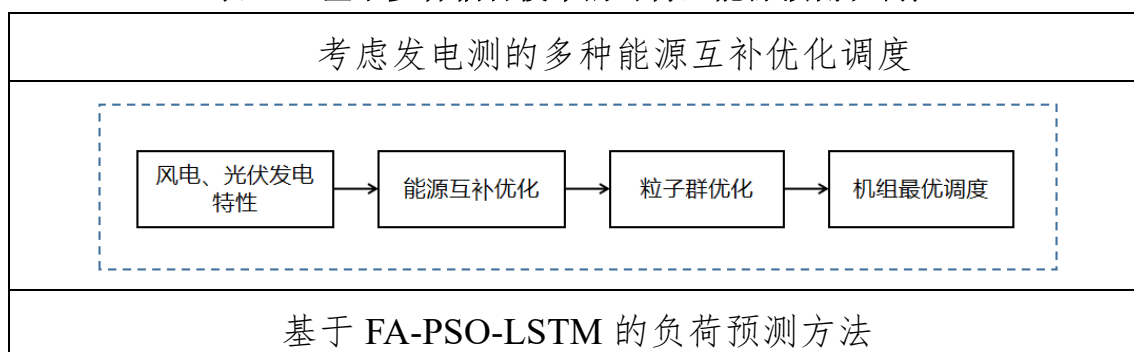 考虑发电测的多种能源互补优化调度
风电、光伏发电
特性
能源互补优化
粒子群优化
机组最优调度
基于 FA-PSO-LSTM 的负荷预测方法